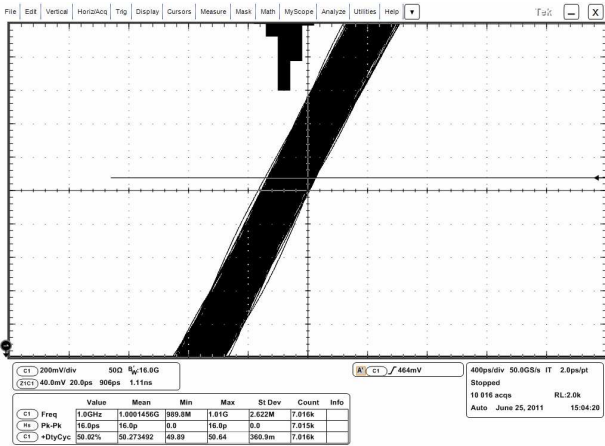 File Edit Vertical Horiz/Acq Trig Display Cursors Measure Mask Math MyScope Analyze Utilities Help Tek X
C1 200mV/div 50Ω BW:16.0G
Z1C1 40.0mV 20.0ps 906ps 1.11ns
A' C1 464mV
400ps/div 50.0GS/s IT 2.0ps/pt
Stopped
10 016 acqs RL:2.0k
Auto June 25, 2011 15:04:20
Value Mean Min Max St Dev Count Info
C1 Freq 1.0GHz 1.0001456G 989.8M 1.01G 2.622M 7.016k
Hs Pk-Pk 16.0ps 16.0p 0.0 16.0p 0.0 7.015k
C1 +DtyCyc 50.02% 50.273492 49.89 50.64 360.9m 7.016k